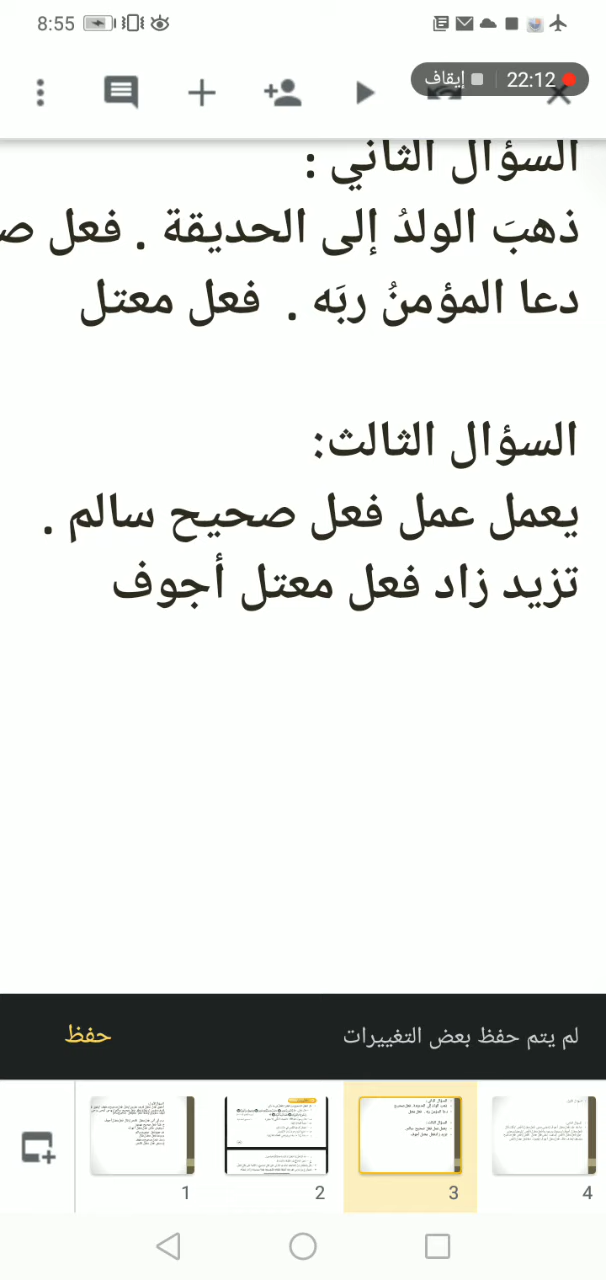 8:55
إيقاف
22:12
السؤال الثاني :
ذهبَ الولدُ إلى الحديقة . فعل ص
دعا المؤمنُ ربَه . فعل معتل
السؤال الثالث:
يعمل عمل فعل صحيح سالم .
تزيد زاد فعل معتل أجوف
لم يتم حفظ بعض التغييرات
حفظ
1
2
3
4